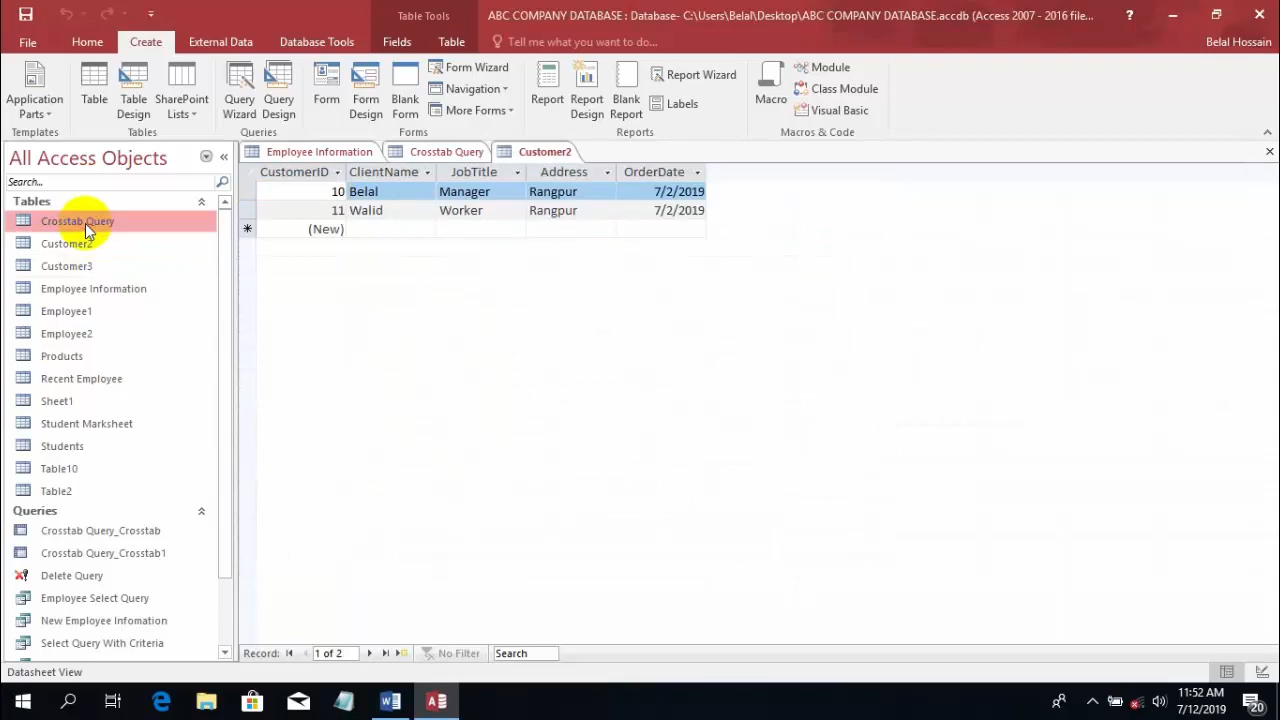 Table Tools
ABC COMPANY DATABASE : Database- C:\Users\Belal\Desktop\ABC COMPANY DATABASE.accdb (Access 2007 - 2016 file...
?
File Home Create External Data Database Tools Fields Table Tell me what you want to do... Belal Hossain
Application Parts
Templates
Table
Table Design
SharePoint Lists
Tables
Query Wizard
Query Design
Queries
Form
Form Design
Blank Form
Form Wizard
Navigation
More Forms
Forms
Report
Report Design
Blank Report
Report Wizard
Labels
Reports
Macro
Module
Class Module
Visual Basic
Macros & Code
All Access Objects
Search...
Tables
Crosstab Query
Customer2
Customer3
Employee Information
Employee1
Employee2
Products
Recent Employee
Sheet1
Student Marksheet
Students
Table10
Table2
Queries
Crosstab Query_Crosstab
Crosstab Query_Crosstab1
Delete Query
Employee Select Query
New Employee Infomation
Select Query With Criteria
Employee Information Crosstab Query Customer2
CustomerID ClientName JobTitle Address OrderDate
10 Belal Manager Rangpur 7/2/2019
11 Walid Worker Rangpur 7/2/2019
(New)
Record: 1 of 2 No Filter Search
Datasheet View
11:52 AM
7/12/2019
20